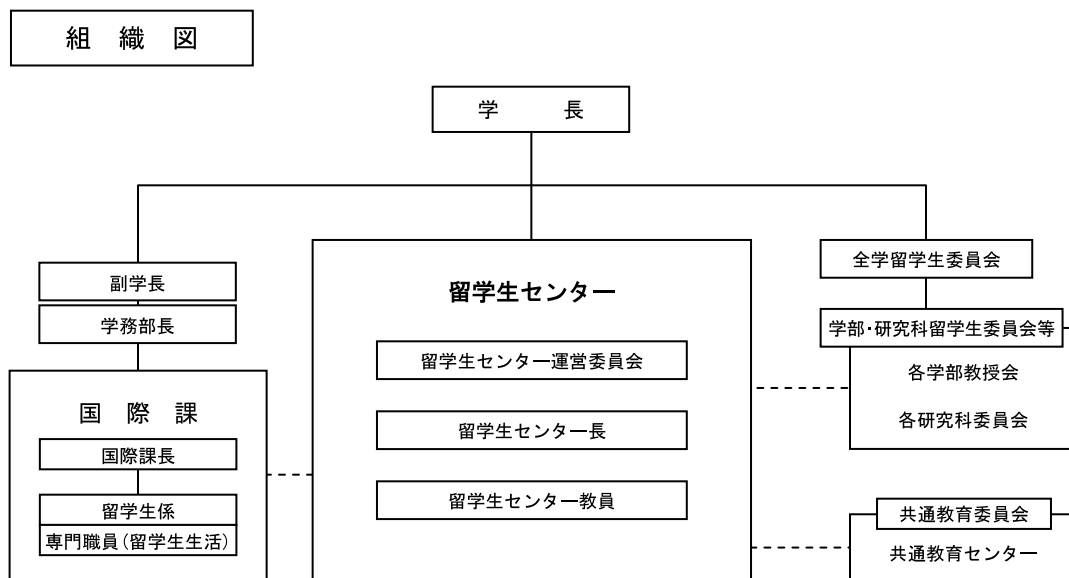 組織図
学長
副学長
学務部長
国際課
国際課長
留学生係
専門職員(留学生生活)
留学生センター
留学生センター運営委員会
留学生センター長
留学生センター教員
全学留学生委員会
学部・研究科留学生委員会等
各学部教授会
各研究科委員会
共通教育委員会
共通教育センター